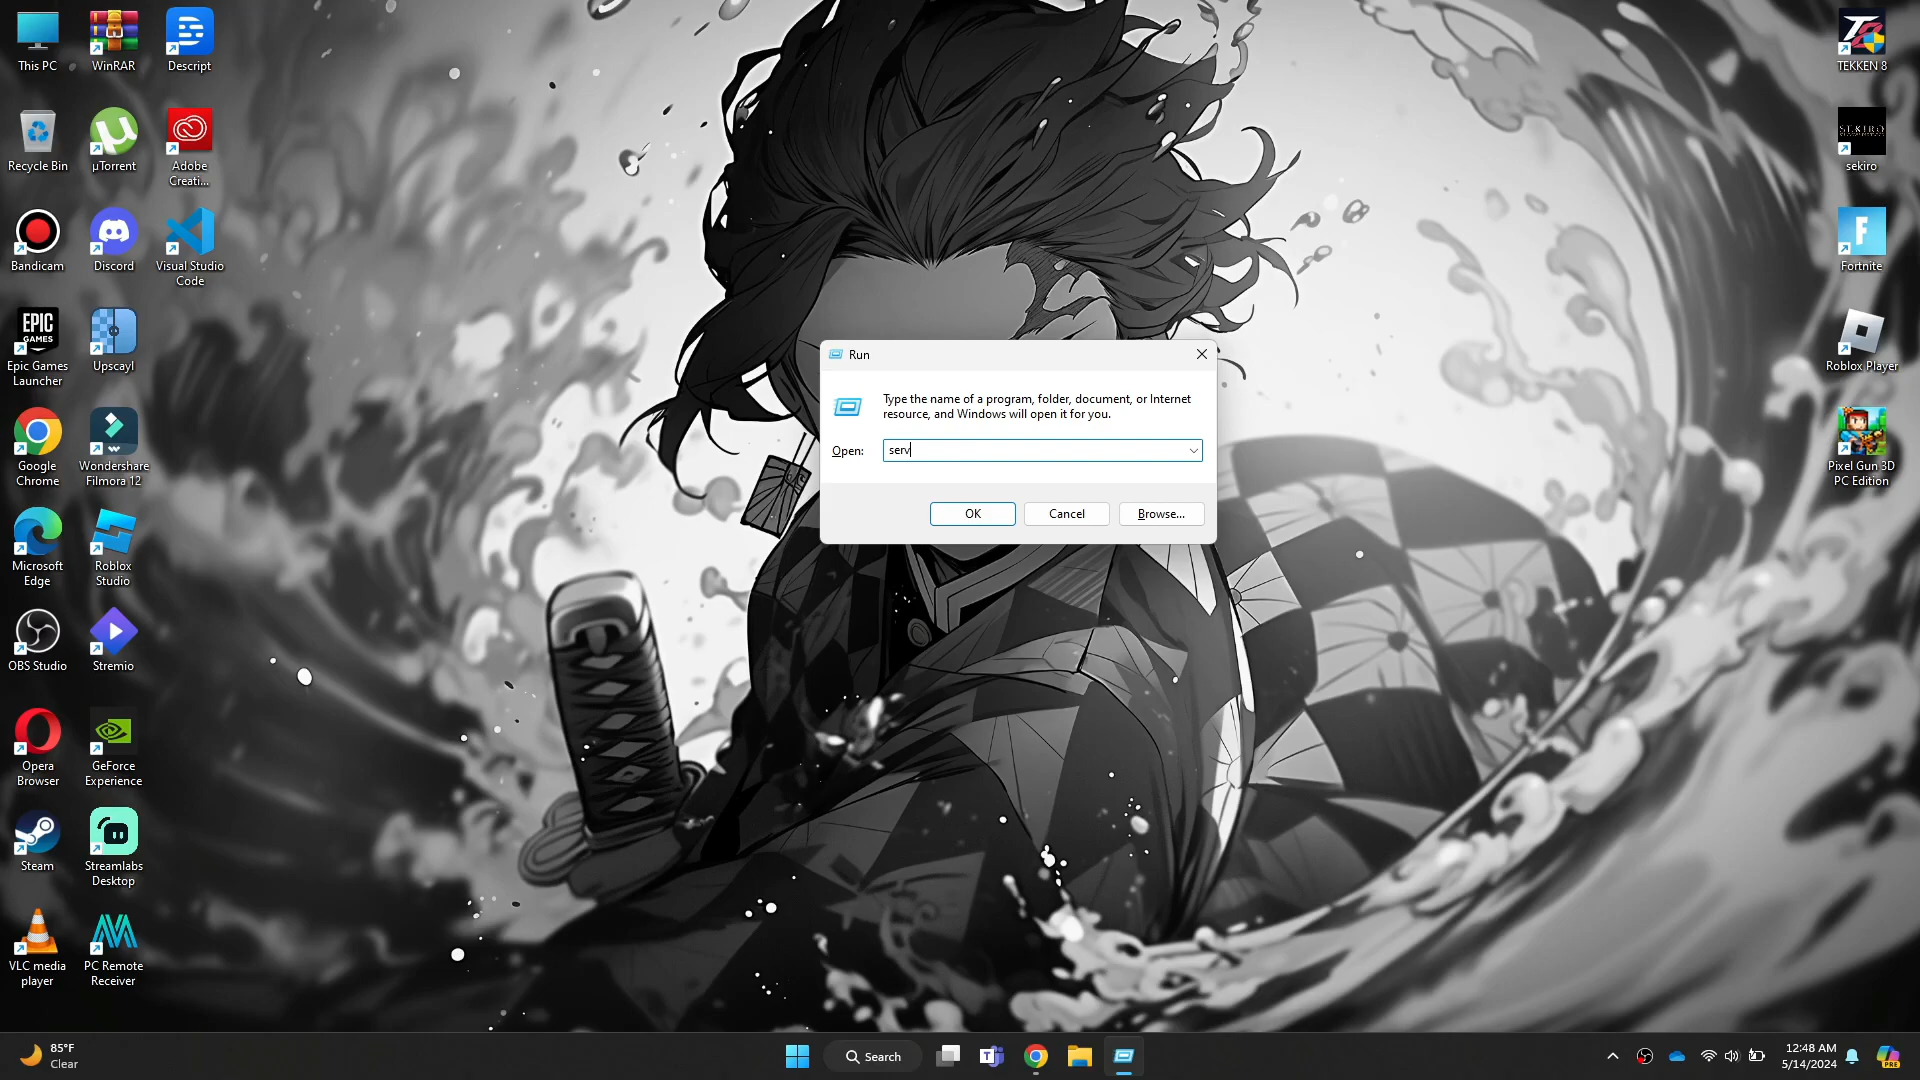 This PC
WinRAR
Descript
Recycle Bin
µTorrent
Adobe
Creati...
Bandicam
Discord
Visual Studio
Code
EPIC
GAMES
Epic Games
Launcher
Upscayl
Google
Chrome
Wondershare
Filmora 12
Microsoft
Edge
Roblox
Studio
OBS Studio
Stremio
Opera
Browser
GeForce
Experience
Steam
Streamlabs
Desktop
VLC media
player
PC Remote
Receiver
Run
Type the name of a program, folder, document, or Internet
resource, and Windows will open it for you.
Open:
serv
OK
Cancel
Browse...
T8
TEKKEN 8
SEKIRO
sekiro
F
Fortnite
Roblox Player
Pixel Gun 3D
PC Edition
85°F
Clear
Search
12:48 AM
5/14/2024
PRE